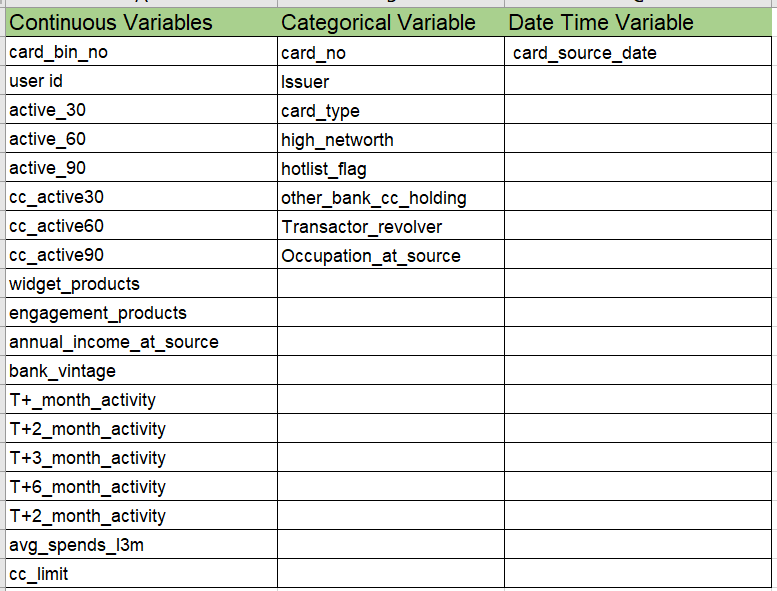 Continuous Variables Categorical Variable Date Time Variable
card_bin_no card_no card_source_date
user id Issuer
active_30 card_type
active_60 high_networth
active_90 hotlist_flag
cc_active30 other_bank_cc_holding
cc_active60 Transactor_revolver
cc_active90 Occupation_at_source
widget_products
engagement_products
annual_income_at_source
bank_vintage
T+_month_activity
T+2_month_activity
T+3_month_activity
T+6_month_activity
T+2_month_activity
avg_spends_l3m
cc_limit